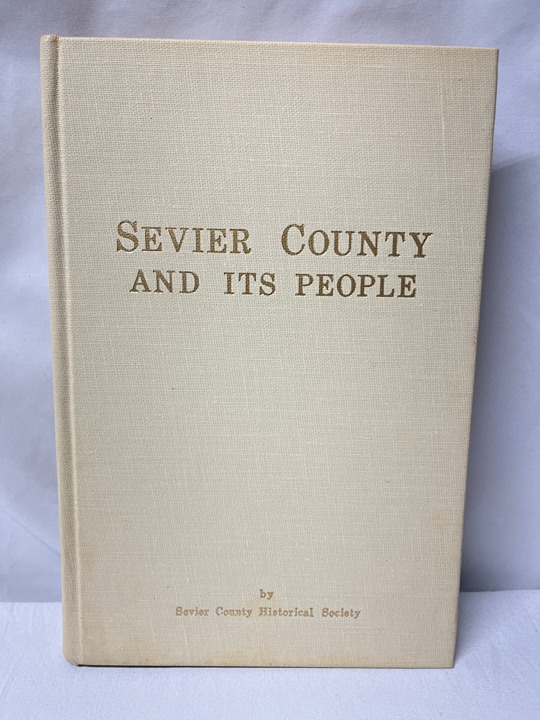 SEVIER COUNTY
AND ITS PEOPLE
by
Sevier County Historical Society